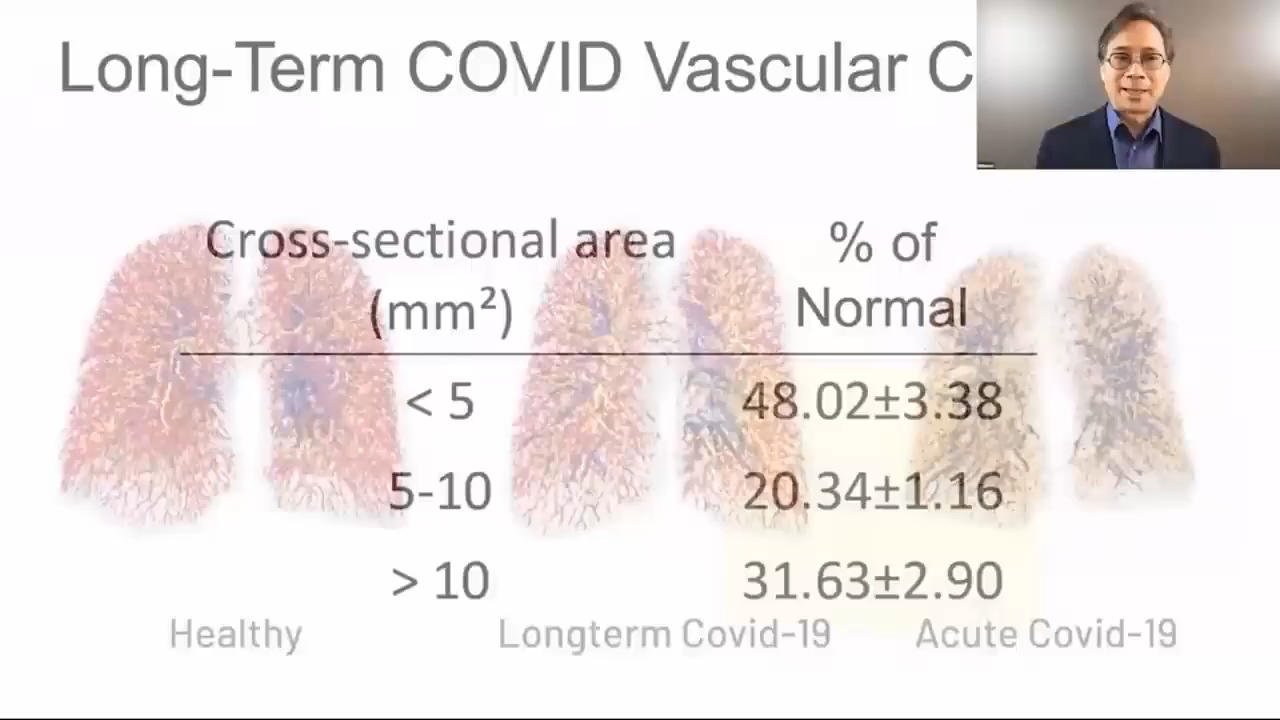 Long-Term COVID Vascular C
Cross-sectional area % of
(mm²) Normal
< 5 48.02±3.38
5-10 20.34±1.16
> 10 31.63±2.90
Healthy Longterm Covid-19 Acute Covid-19